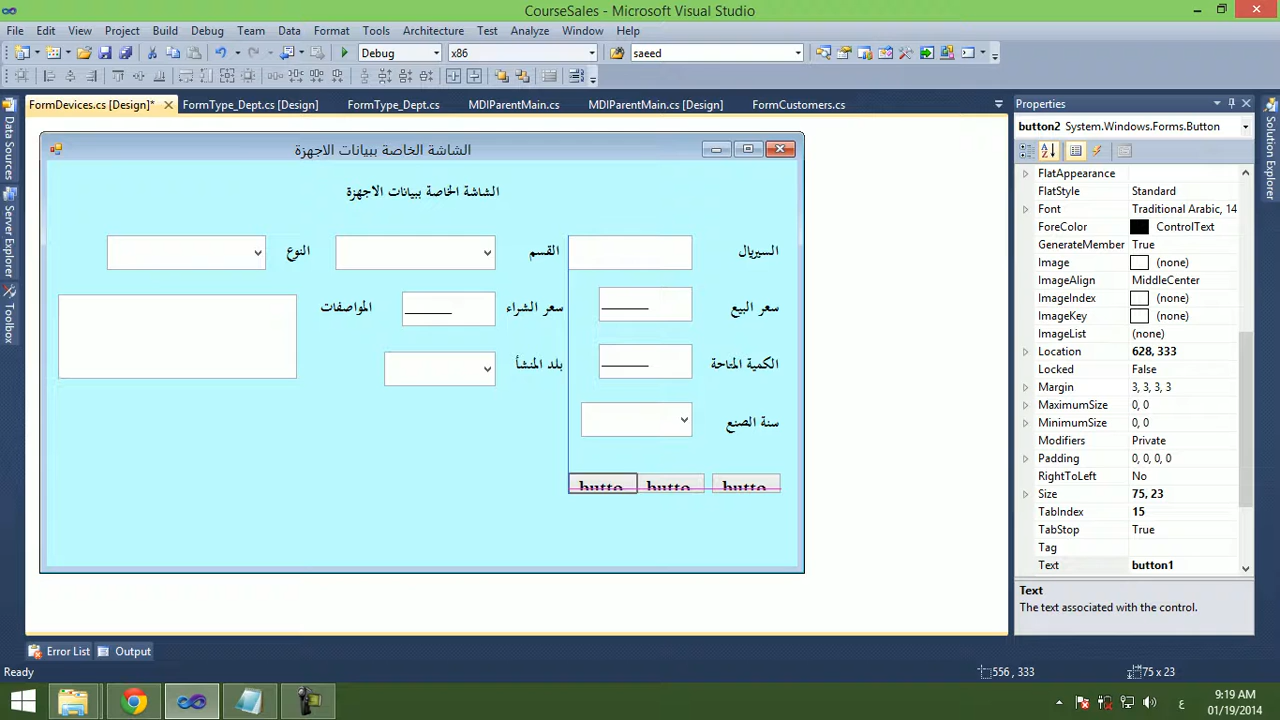 CourseSales - Microsoft Visual Studio
File Edit View Project Build Debug Team Data Format Tools Architecture Test Analyze Window Help
Debug x86 saeed
FormDevices.cs [Design]* FormType_Dept.cs [Design] FormType_Dept.cs MDIParentMain.cs MDIParentMain.cs [Design] FormCustomers.cs
Data Sources
Server Explorer
Toolbox
الشاشة الخاصة ببيانات الاجهزة
الشاشة الخاصة ببيانات الاجهزة
السيريال القسم النوع
سعر البيع سعر الشراء المواصفات
الكمية المتاحة بلد المنشأ
سنة الصنع
butto butto butto
Properties
button2 System.Windows.Forms.Button
FlatAppearance
FlatStyle Standard
Font Traditional Arabic, 14
ForeColor ControlText
GenerateMember True
Image (none)
ImageAlign MiddleCenter
ImageIndex (none)
ImageKey (none)
ImageList (none)
Location 628, 333
Locked False
Margin 3, 3, 3, 3
MaximumSize 0, 0
MinimumSize 0, 0
Modifiers Private
Padding 0, 0, 0, 0
RightToLeft No
Size 75, 23
TabIndex 15
TabStop True
Tag
Text button1
Text
The text associated with the control.
Solution Explorer
Error List Output
Ready 556 , 333 75 x 23
ع
9:19 AM
01/19/2014